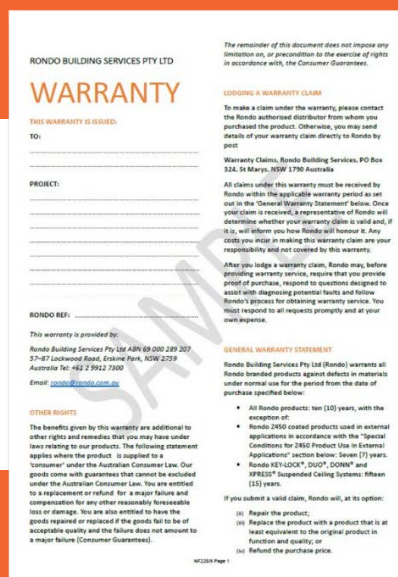 RONDO BUILDING SERVICES PTY LTD
WARRANTY
THIS WARRANTY IS ISSUED:
TO:
PROJECT:
RONDO REF:
This warranty is provided by:
Rondo Building Services Pty Ltd ABN 69 000 289 207
57–87 Lockwood Road, Erskine Park, NSW 2759
Australia Tel: +61 2 9912 7300
Email: rondo@rondo.com.au
OTHER RIGHTS
The benefits given by this warranty are additional to
other rights and remedies that you may have under
laws relating to our products. The following statement
applies where the product is supplied to a
'consumer' under the Australian Consumer Law. Our
goods come with guarantees that cannot be excluded
under the Australian Consumer Law. You are entitled
to a replacement or refund for a major failure and
compensation for any other reasonably foreseeable
loss or damage. You are also entitled to have the
goods repaired or replaced if the goods fail to be of
acceptable quality and the failure does not amount to
a major failure (Consumer Guarantees).
The remainder of this document does not impose any
limitation on, or precondition to the exercise of rights
in accordance with, the Consumer Guarantees.
LODGING A WARRANTY CLAIM
To make a claim under the warranty, please contact
the Rondo authorised distributor from whom you
purchased the product. Otherwise, you may send
details of your warranty claim directly to Rondo by
post
Warranty Claims, Rondo Building Services. PO Box
324. St Marys. NSW 1790 Australia
All claims under this warranty must be received by
Rondo within the applicable warranty period as set
out in the 'General Warranty Statement' below. Once
your claim is received, a representative of Rondo will
determine whether your warranty claim is valid and, if
it is, will inform you how Rondo will honour it. Any
costs you incur in making this warranty claim are your
responsibility and not covered by this warranty.
After you lodge a warranty claim, Rondo may, before
providing warranty service, require that you provide
proof of purchase, respond to questions designed to
assist with diagnosing potential faults and follow
Rondo's process for obtaining warranty service. You
must respond to all requests promptly and at your
own expense.
GENERAL WARRANTY STATEMENT
Rondo Building Services Pty Ltd (Rondo) warrants all
Rondo branded products against defects in materials
under normal use for the period from the date of
purchase specified below:
• All Rondo products: ten (10) years, with the
exception of:
• Rondo Z450 coated products used in external
applications in accordance with the "Special
Conditions for Z450 Product Use in External
Applications" section below: Seven (7) years.
• Rondo KEY-LOCK®, DUO®, DONN® and
XPRESS® Suspended Ceiling Systems: fifteen
(15) years.
If you submit a valid claim, Rondo will, at its option:
(ii) Repair the product;
(iii) Replace the product with a product that is at
least equivalent to the original product in
function and quality; or
(iv) Refund the purchase price.
SAMPLE
Page 1